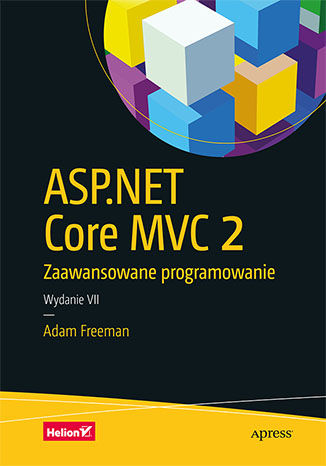 ASP.NET
Core MVC 2
Zaawansowane programowanie
Wydanie VII
Adam Freeman
Helion
Apress®